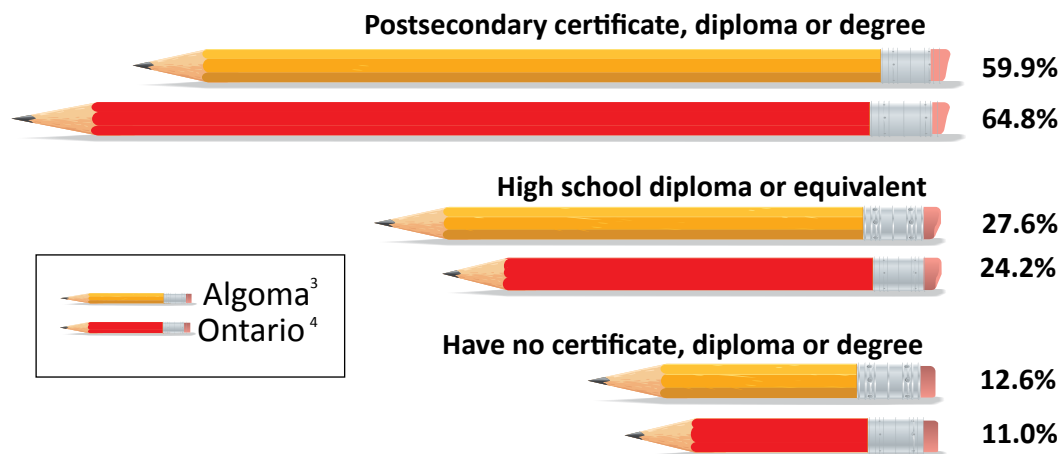 Postsecondary certificate, diploma or degree
59.9%
64.8%
High school diploma or equivalent
27.6%
24.2%
Algoma³
Ontario⁴
Have no certificate, diploma or degree
12.6%
11.0%